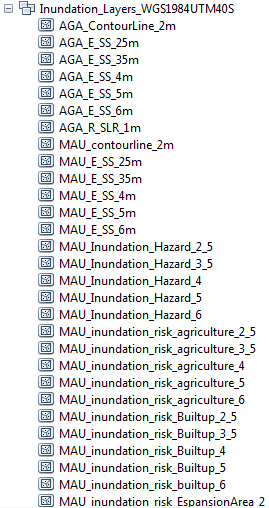 Inundation_Layers_WGS1984UTM40S
AGA_ContourLine_2m
AGA_E_SS_25m
AGA_E_SS_35m
AGA_E_SS_4m
AGA_E_SS_5m
AGA_E_SS_6m
AGA_R_SLR_1m
MAU_contourline_2m
MAU_E_SS_25m
MAU_E_SS_35m
MAU_E_SS_4m
MAU_E_SS_5m
MAU_E_SS_6m
MAU_Inundation_Hazard_2_5
MAU_Inundation_Hazard_3_5
MAU_Inundation_Hazard_4
MAU_Inundation_Hazard_5
MAU_Inundation_Hazard_6
MAU_inundation_risk_agriculture_2_5
MAU_inundation_risk_agriculture_3_5
MAU_inundation_risk_agriculture_4
MAU_inundation_risk_agriculture_5
MAU_inundation_risk_agriculture_6
MAU_inundation_risk_Builtup_2_5
MAU_inundation_risk_Builtup_3_5
MAU_inundation_risk_Builtup_4
MAU_inundation_risk_Builtup_5
MAU_inundation_risk_builtup_6
MAU_inundation_risk_EspansionArea_2